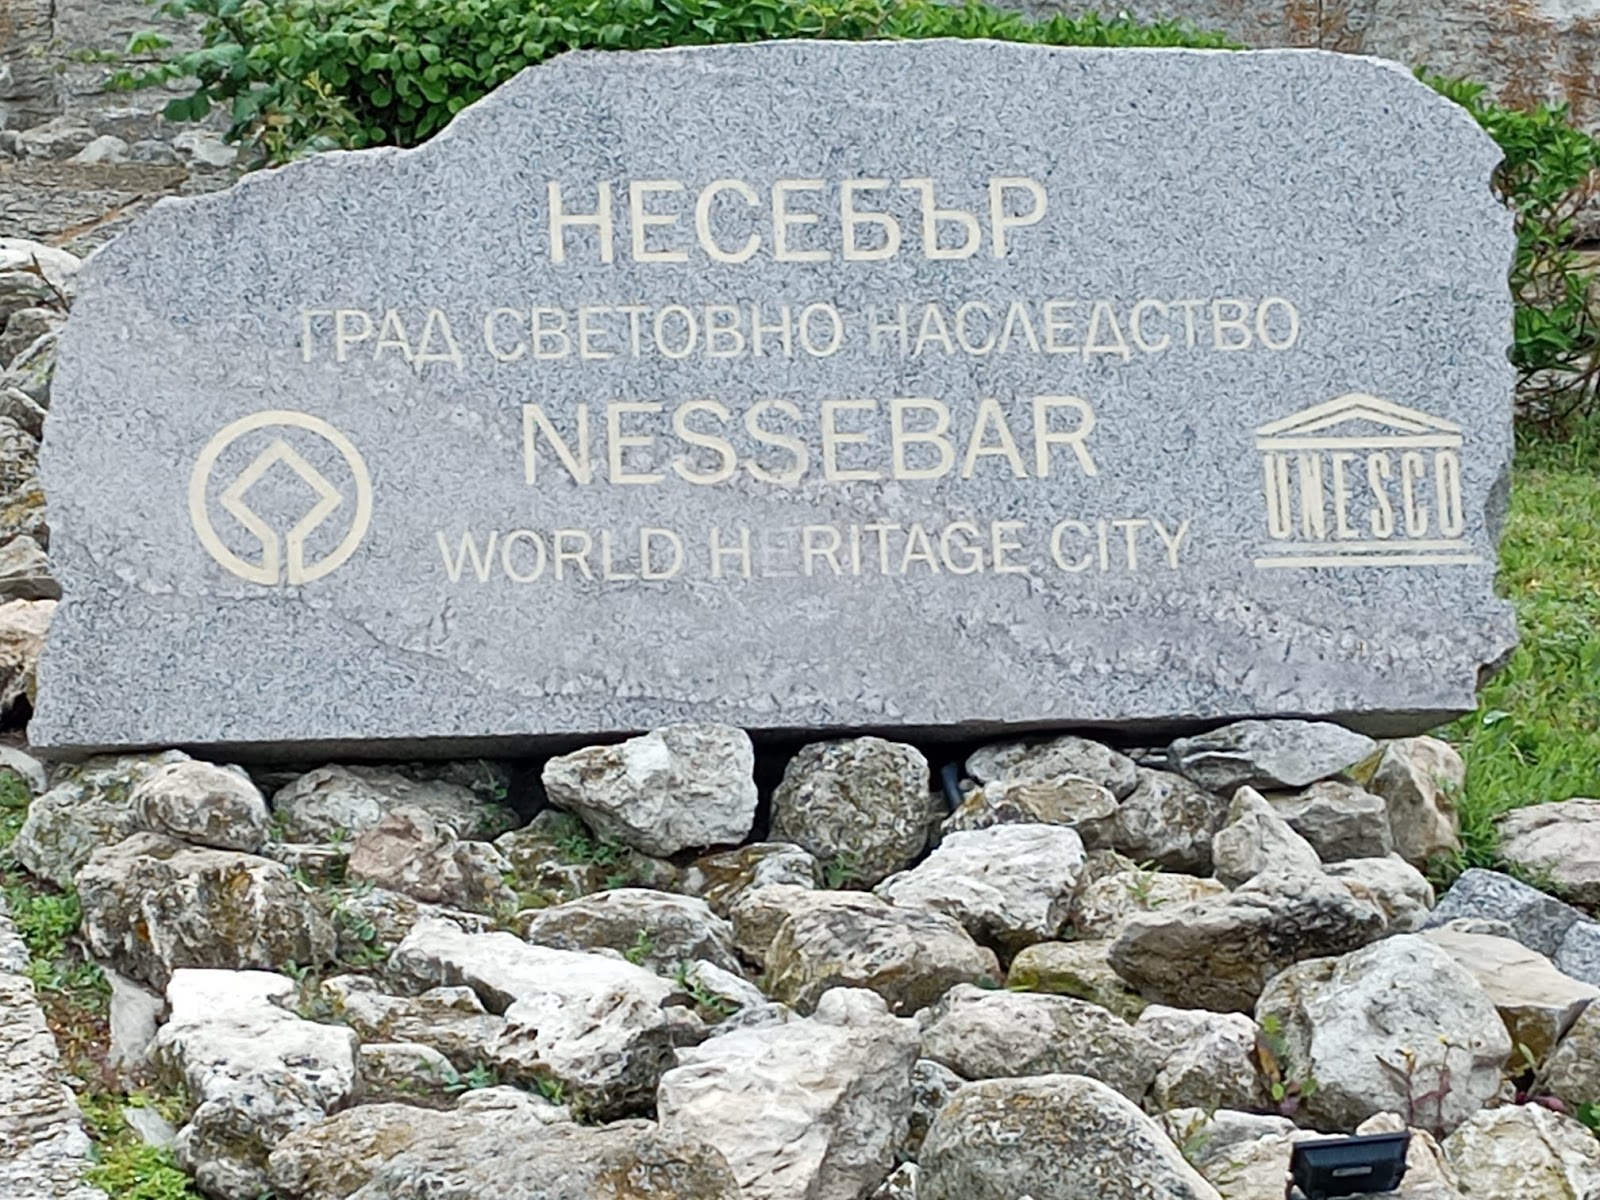 НЕСЕБЪР
ГРАД СВЕТОВНО НАСЛЕДСТВО
NESSEBAR
WORLD HERITAGE CITY
UNESCO